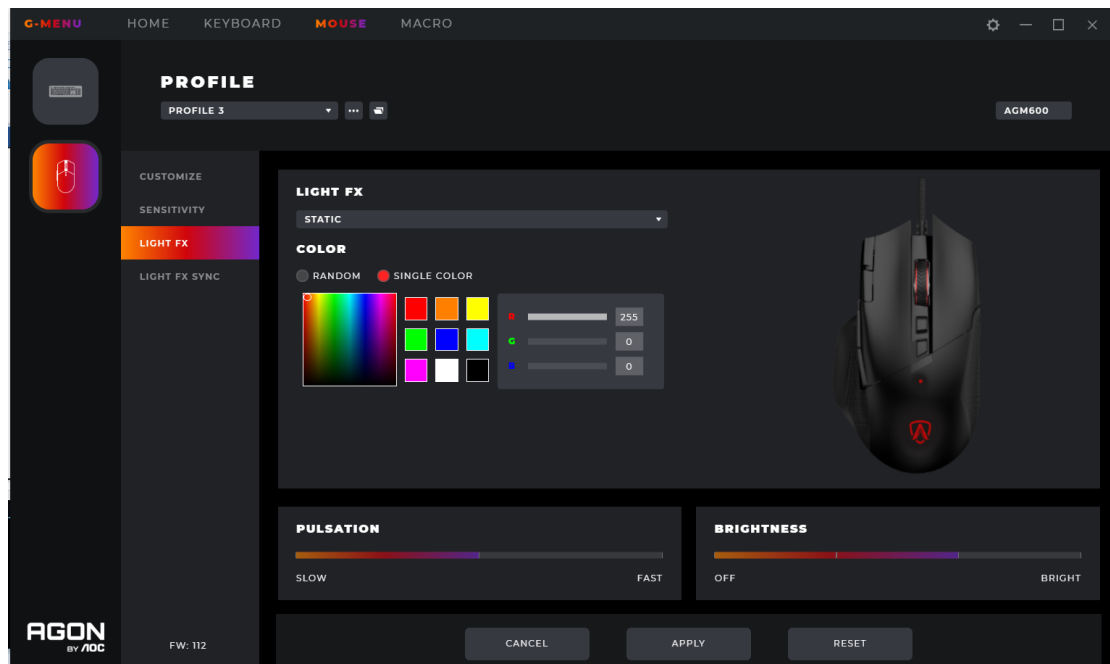 G-MENU HOME KEYBOARD MOUSE MACRO
PROFILE
PROFILE 3
AGM600
CUSTOMIZE
SENSITIVITY
LIGHT FX
LIGHT FX SYNC
LIGHT FX
STATIC
COLOR
RANDOM SINGLE COLOR
R 255
G 0
B 0
PULSATION
SLOW FAST
BRIGHTNESS
OFF BRIGHT
AGON
BY AOC
FW: 112
CANCEL APPLY RESET